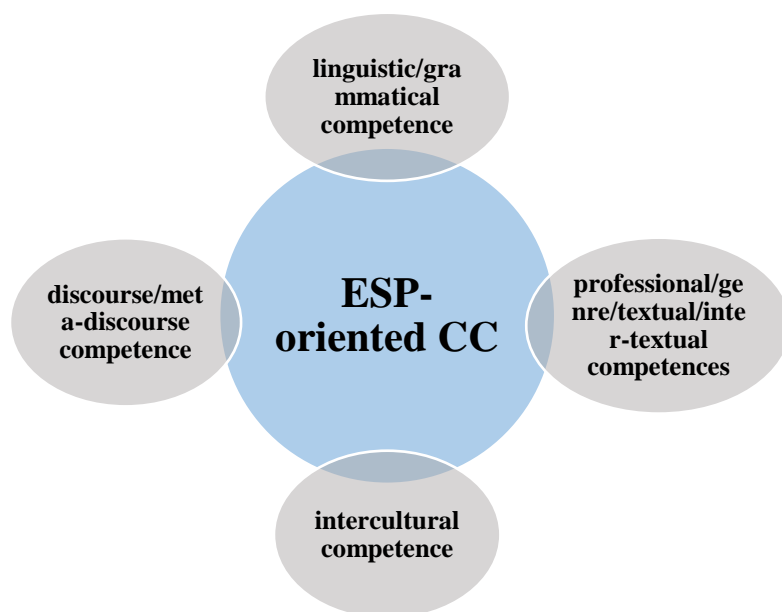 linguistic/gra
mmatical
competence
discourse/met
a-discourse
competence
ESP-
oriented CC
professional/ge
nre/textual/inte
r-textual
competences
intercultural
competence